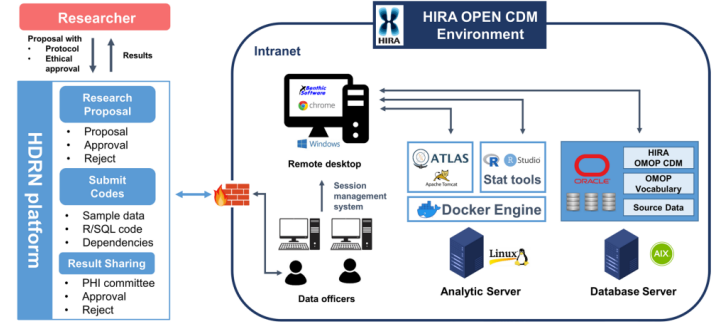 Researcher
Proposal with
• Protocol
• Ethical
approval
Results
HDRN platform
Research
Proposal
• Proposal
• Approval
• Reject
Submit
Codes
• Sample data
• R/SQL code
• Dependencies
Result Sharing
• PHI committee
• Approval
• Reject
HIRA
HIRA OPEN CDM
Environment
Intranet
Beothic
Software
chrome
Windows
Remote desktop
Session
management
system
Data officers
ATLAS
Apache Tomcat
R
R Studio
Stat tools
Docker Engine
Linux
Analytic Server
ORACLE
HIRA
OMOP CDM
OMOP
Vocabulary
Source Data
AIX
Database Server